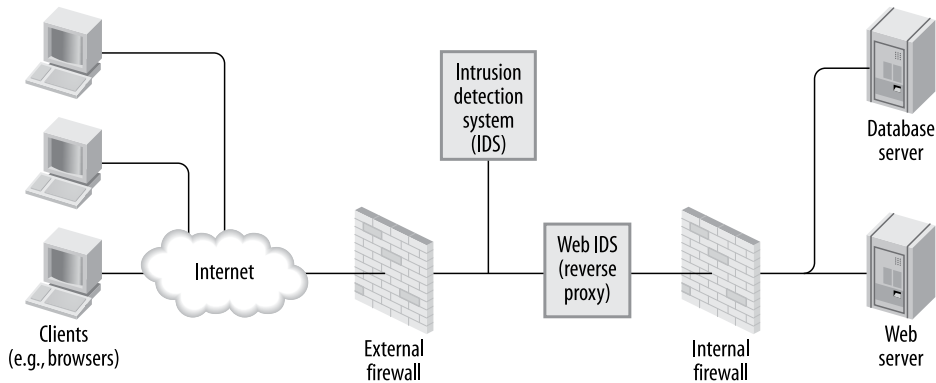 Intrusion
detection
system
(IDS)
Database
server
Internet
Web IDS
(reverse
proxy)
Clients
(e.g., browsers)
External
firewall
Internal
firewall
Web
server